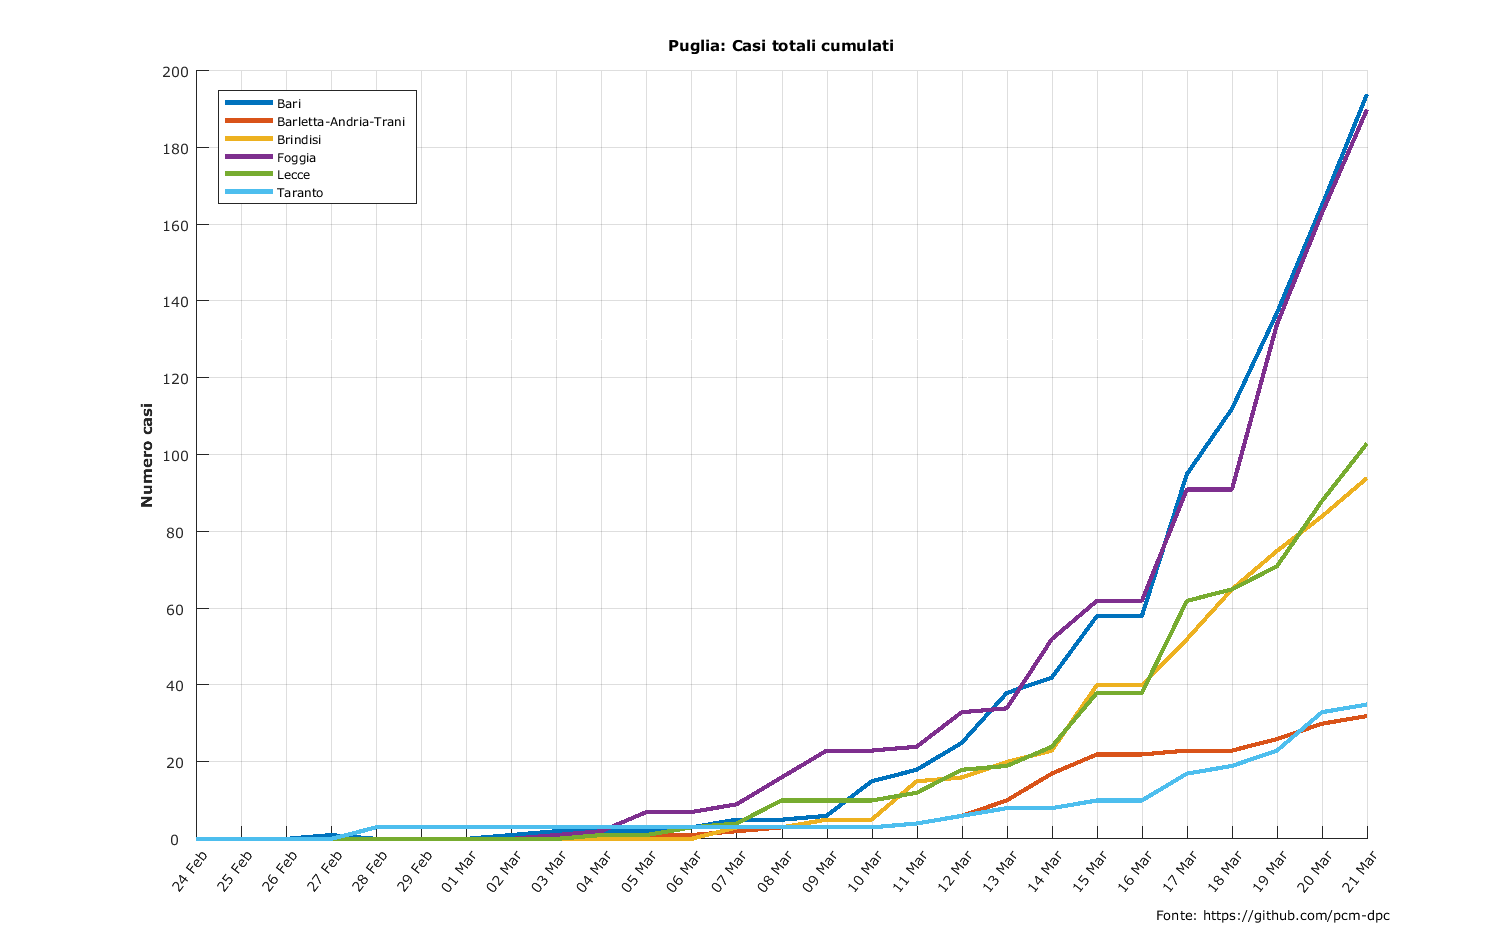 Puglia: Casi totali cumulati
200
180
160
140
120
100
80
60
40
20
0
Numero casi
Bari
Barletta-Andria-Trani
Brindisi
Foggia
Lecce
Taranto
24 Feb
25 Feb
26 Feb
27 Feb
28 Feb
29 Feb
01 Mar
02 Mar
03 Mar
04 Mar
05 Mar
06 Mar
07 Mar
08 Mar
09 Mar
10 Mar
11 Mar
12 Mar
13 Mar
14 Mar
15 Mar
16 Mar
17 Mar
18 Mar
19 Mar
20 Mar
21 Mar
Fonte: https://github.com/pcm-dpc